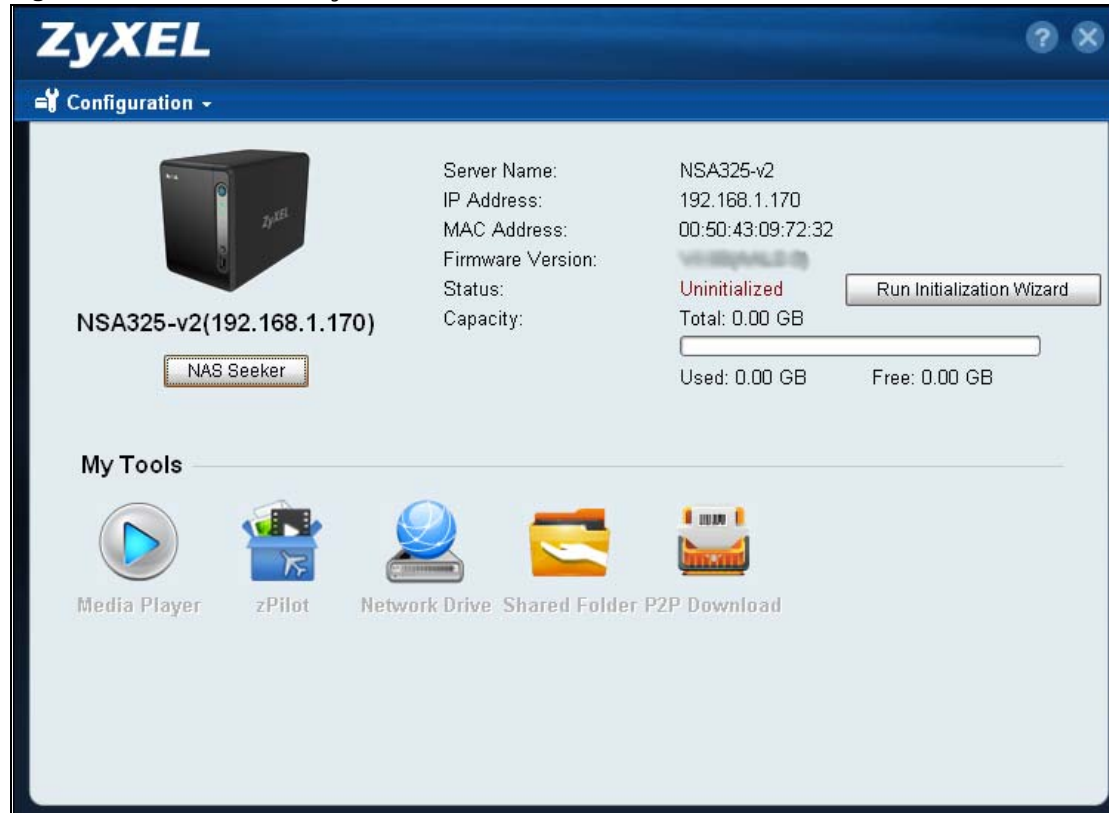 ZyXEL
Configuration
Server Name: NSA325-v2
IP Address: 192.168.1.170
MAC Address: 00:50:43:09:72:32
Firmware Version:
Status: Uninitialized Run Initialization Wizard
Capacity: Total: 0.00 GB
Used: 0.00 GB Free: 0.00 GB
ZyXEL
NSA325-v2(192.168.1.170)
NAS Seeker
My Tools
Media Player zPilot Network Drive Shared Folder P2P Download